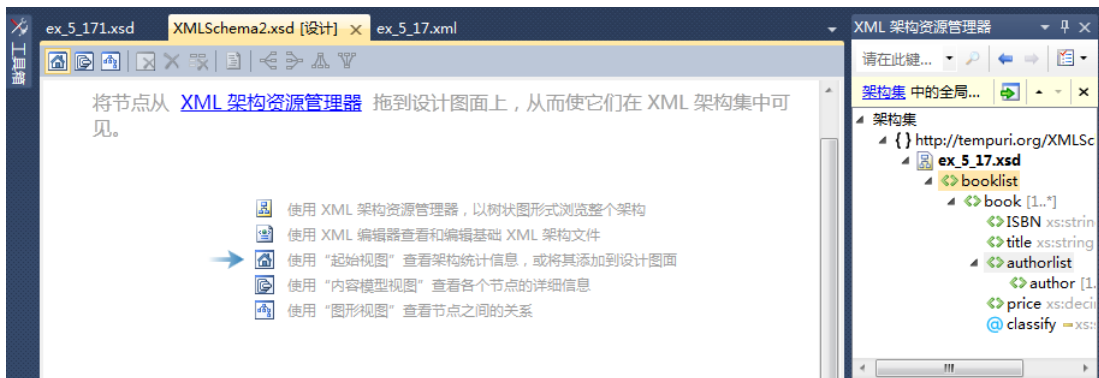 ex_5_171.xsd XMLSchema2.xsd [设计] ex_5_17.xml
工具箱
将节点从 XML 架构资源管理器 拖到设计图面上，从而使它们在 XML 架构集中可
见。
使用 XML 架构资源管理器，以树状图形式浏览整个架构
使用 XML 编辑器查看和编辑基础 XML 架构文件
使用“起始视图”查看架构统计信息，或将其添加到设计图面
使用“内容模型视图”查看各个节点的详细信息
使用“图形视图”查看节点之间的关系
XML 架构资源管理器
请在此键...
架构集 中的全局...
架构集
{ } http://tempuri.org/XMLSc
ex_5_17.xsd
booklist
book [1..*]
ISBN xs:strin
title xs:string
authorlist
author [1.
price xs:deci
@ classify xs: